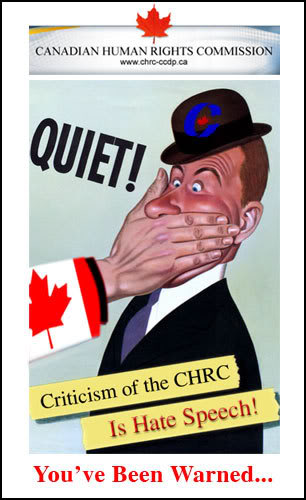 CANADIAN HUMAN RIGHTS COMMISSION
www.chrc-ccdp.ca
QUIET!
C
Criticism of the CHRC
Is Hate Speech!
You've Been Warned...